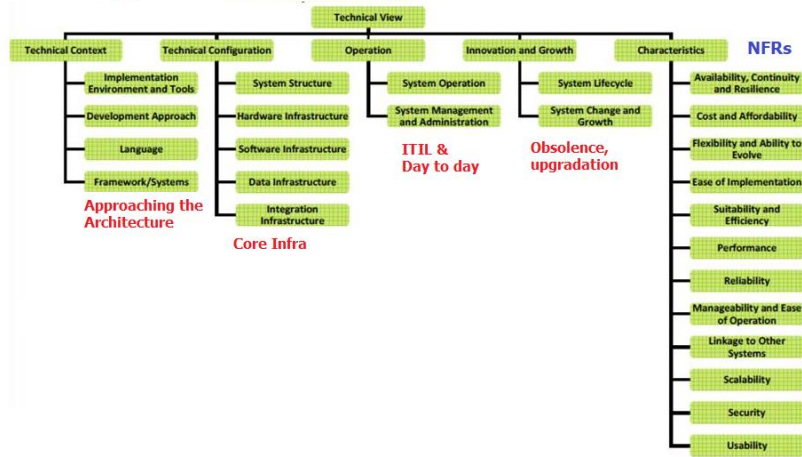 Technical View
Technical Context
Technical Configuration
Operation
Innovation and Growth
Characteristics
NFRs
Implementation
Environment and Tools
Development Approach
Language
Framework/Systems
Approaching the
Architecture
System Structure
Hardware Infrastructure
Software Infrastructure
Data Infrastructure
Integration
Infrastructure
Core Infra
System Operation
System Management
and Administration
ITIL &
Day to day
System Lifecycle
System Change and
Growth
Obsolence,
upgradation
Availability, Continuity
and Resilience
Cost and Affordability
Flexibility and Ability to
Evolve
Ease of Implementation
Suitability and
Efficiency
Performance
Reliability
Manageability and Ease
of Operation
Linkage to Other
Systems
Scalability
Security
Usability